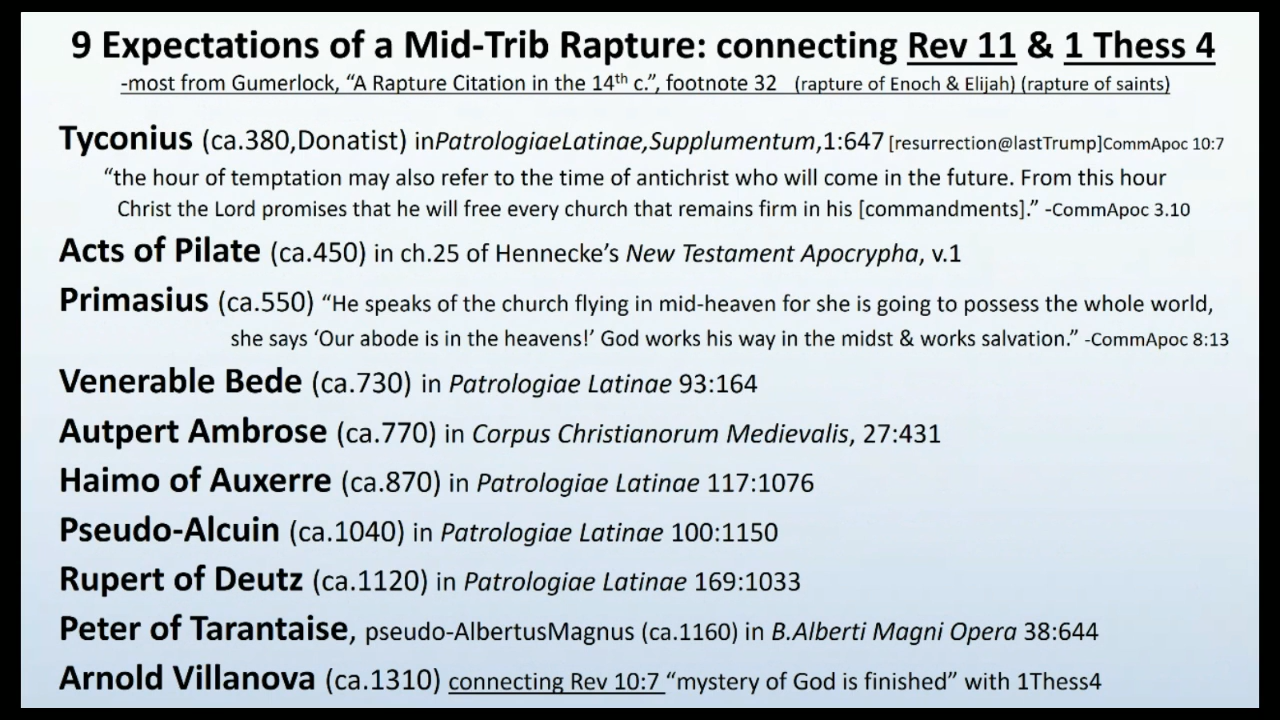 9 Expectations of a Mid-Trib Rapture: connecting Rev 11 & 1 Thess 4
-most from Gumerlock, “A Rapture Citation in the 14th c.”, footnote 32 (rapture of Enoch & Elijah) (rapture of saints)
Tyconius (ca.380,Donatist) inPatrologiaeLatinae,Supplumentum,1:647 [resurrection@lastTrump]CommApoc 10:7
“the hour of temptation may also refer to the time of antichrist who will come in the future. From this hour
Christ the Lord promises that he will free every church that remains firm in his [commandments].” -CommApoc 3.10
Acts of Pilate (ca.450) in ch.25 of Hennecke’s New Testament Apocrypha, v.1
Primasius (ca.550) “He speaks of the church flying in mid-heaven for she is going to possess the whole world,
she says ‘Our abode is in the heavens!’ God works his way in the midst & works salvation.” -CommApoc 8:13
Venerable Bede (ca.730) in Patrologiae Latinae 93:164
Autpert Ambrose (ca.770) in Corpus Christianorum Medievalis, 27:431
Haimo of Auxerre (ca.870) in Patrologiae Latinae 117:1076
Pseudo-Alcuin (ca.1040) in Patrologiae Latinae 100:1150
Rupert of Deutz (ca.1120) in Patrologiae Latinae 169:1033
Peter of Tarantaise, pseudo-AlbertusMagnus (ca.1160) in B.Alberti Magni Opera 38:644
Arnold Villanova (ca.1310) connecting Rev 10:7 “mystery of God is finished” with 1Thess4